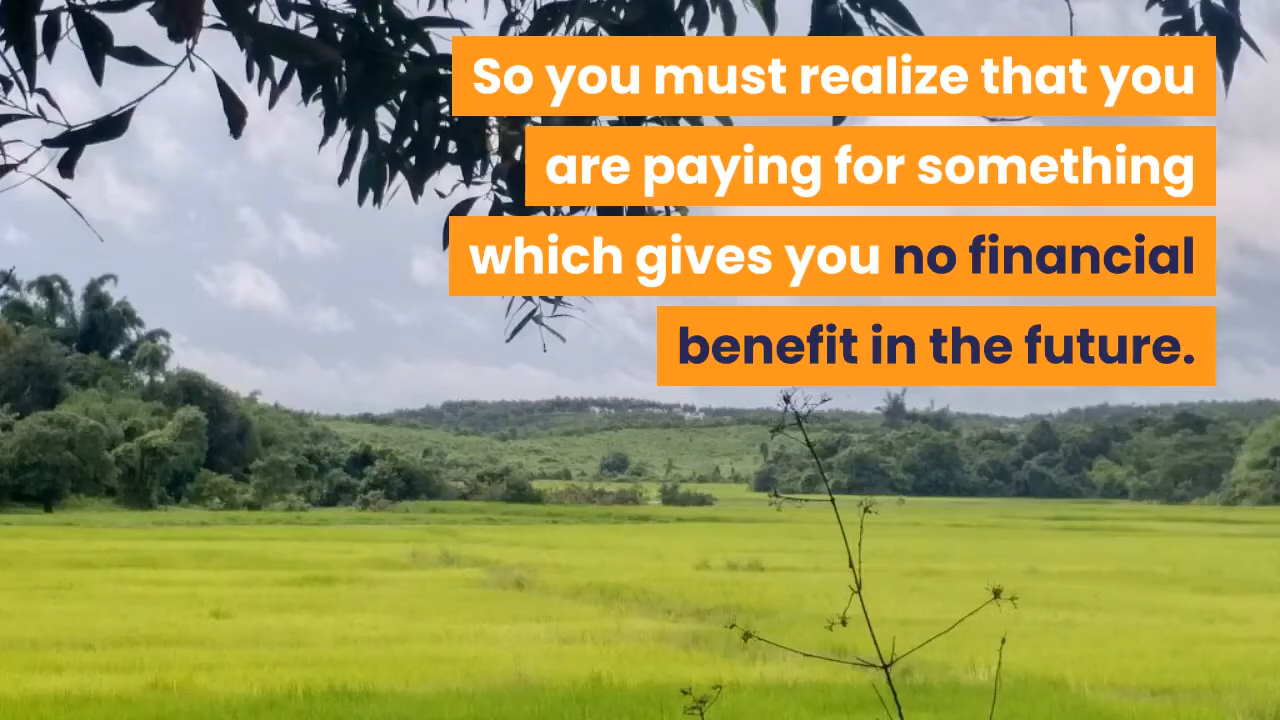 So you must realize that you
are paying for something
which gives you no financial
benefit in the future.